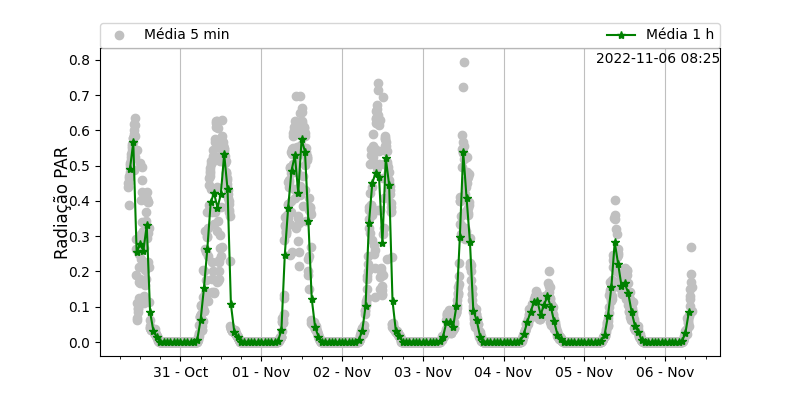 Média 5 min
Média 1 h
2022-11-06 08:25
Radiação PAR
0.8
0.7
0.6
0.5
0.4
0.3
0.2
0.1
0.0
31 - Oct
01 - Nov
02 - Nov
03 - Nov
04 - Nov
05 - Nov
06 - Nov